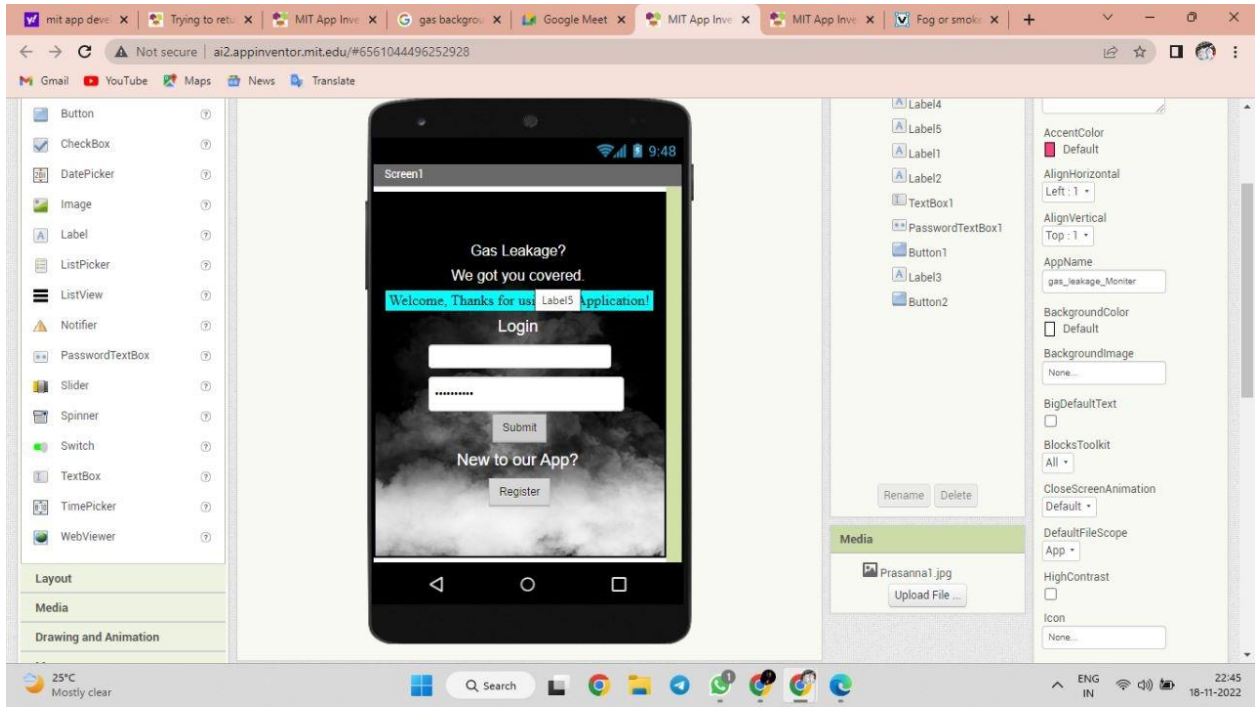 mit app deve
Trying to retu
MIT App Inve
gas backgrou
Google Meet
MIT App Inve
MIT App Inve
Fog or smoke
Not secure
ai2.appinventor.mit.edu/#6561044496252928
Gmail
YouTube
Maps
News
Translate
Button
CheckBox
DatePicker
Image
Label
ListPicker
ListView
Notifier
PasswordTextBox
Slider
Spinner
Switch
TextBox
TimePicker
WebViewer
Layout
Media
Drawing and Animation
9:48
Screen1
Gas Leakage?
We got you covered.
Welcome, Thanks for usi
Label5
Application!
Login
Submit
New to our App?
Register
Label4
Label5
Label1
Label2
TextBox1
PasswordTextBox1
Button1
Label3
Button2
Rename
Delete
Media
Prasanna1.jpg
Upload File ...
AccentColor
Default
AlignHorizontal
Left : 1
AlignVertical
Top : 1
AppName
gas_leakage_Moniter
BackgroundColor
Default
BackgroundImage
None...
BigDefaultText
BlocksToolkit
All
CloseScreenAnimation
Default
DefaultFileScope
App
HighContrast
Icon
None...
25°C
Mostly clear
Search
ENG
IN
22:45
18-11-2022